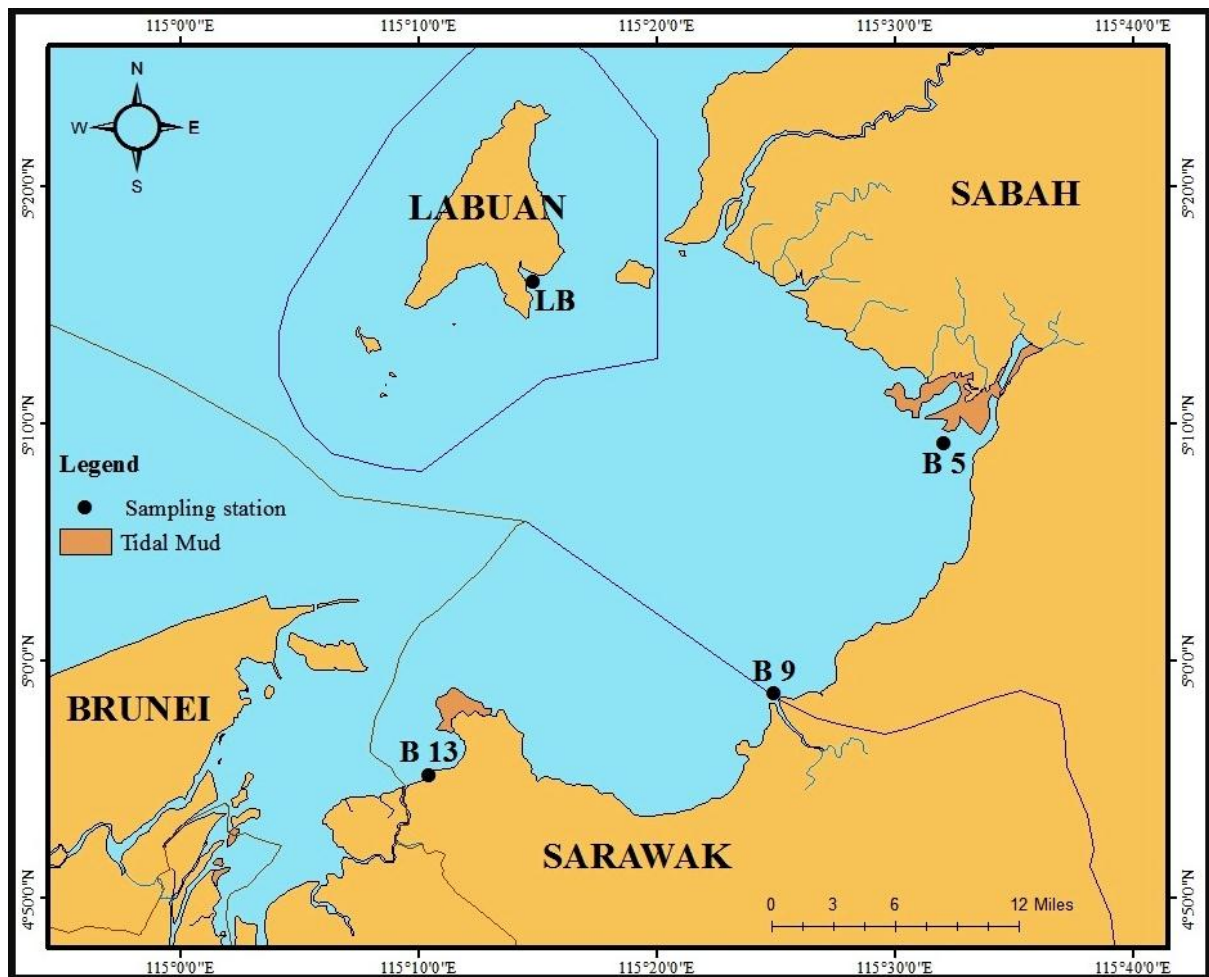 115°0'0"E 115°10'0"E 115°20'0"E 115°30'0"E 115°40'0"E
N
W E
S
5°20'0"N
5°20'0"N
LABUAN
SABAH
LB
5°10'0"N
5°10'0"N
B 5
Legend
Sampling station
Tidal Mud
5°0'0"N
5°0'0"N
B 9
BRUNEI
B 13
SARAWAK
4°50'0"N
4°50'0"N
0 3 6 12 Miles
115°0'0"E 115°10'0"E 115°20'0"E 115°30'0"E 115°40'0"E